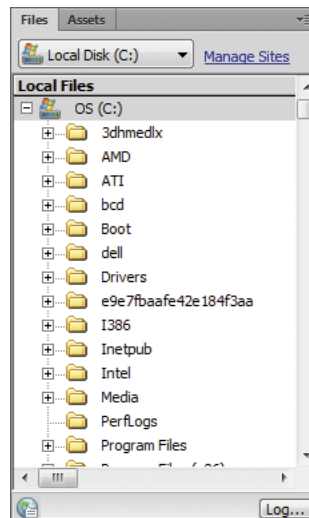 Files Assets
Local Disk (C:) Manage Sites
Local Files
OS (C:)
3dhmedlx
AMD
ATI
bcd
Boot
dell
Drivers
e9e7fbaafe42e184f3aa
I386
Inetpub
Intel
Media
PerfLogs
Program Files
Log...